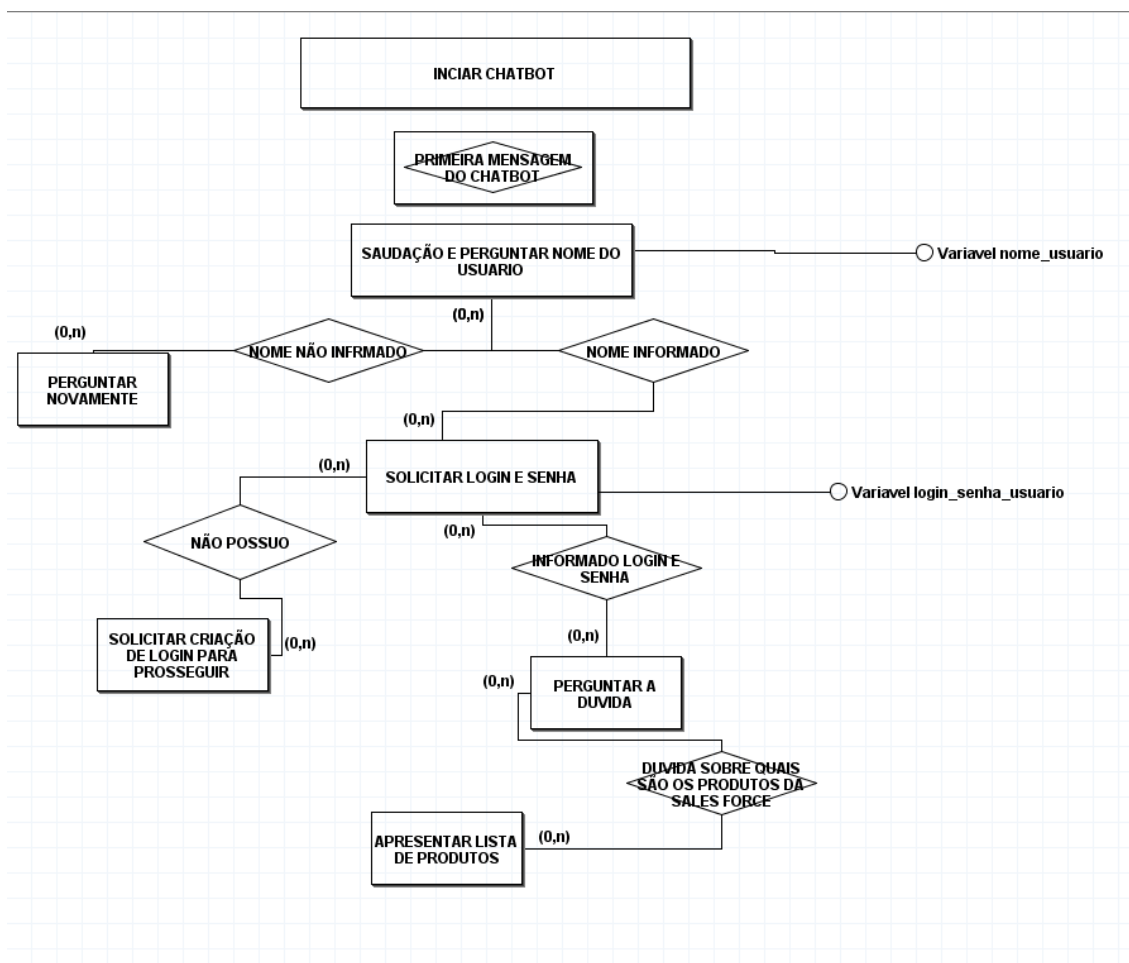 INCIAR CHATBOT
PRIMEIRA MENSAGEM
DO CHATBOT
SAUDAÇÃO E PERGUNTAR NOME DO
USUARIO
Variavel nome_usuario
(0,n)
(0,n)
NOME NÃO INFRMADO
NOME INFORMADO
PERGUNTAR
NOVAMENTE
(0,n)
(0,n)
SOLICITAR LOGIN E SENHA
Variavel login_senha_usuario
(0,n)
NÃO POSSUO
INFORMADO LOGIN E
SENHA
SOLICITAR CRIAÇÃO
DE LOGIN PARA
PROSSEGUIR
(0,n)
(0,n)
(0,n)
PERGUNTAR A
DUVIDA
DUVIDA SOBRE QUAIS
SÃO OS PRODUTOS DA
SALES FORCE
APRESENTAR LISTA
DE PRODUTOS
(0,n)